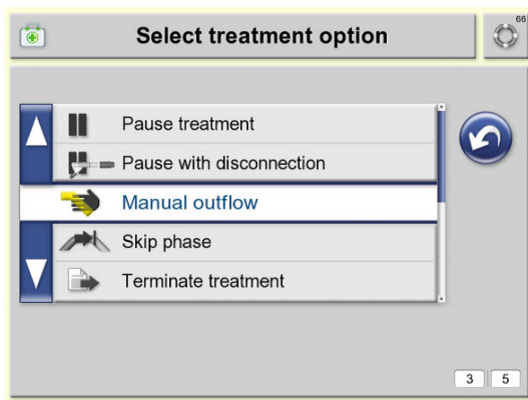 Select treatment option
66
Pause treatment
Pause with disconnection
Manual outflow
Skip phase
Terminate treatment
3 5